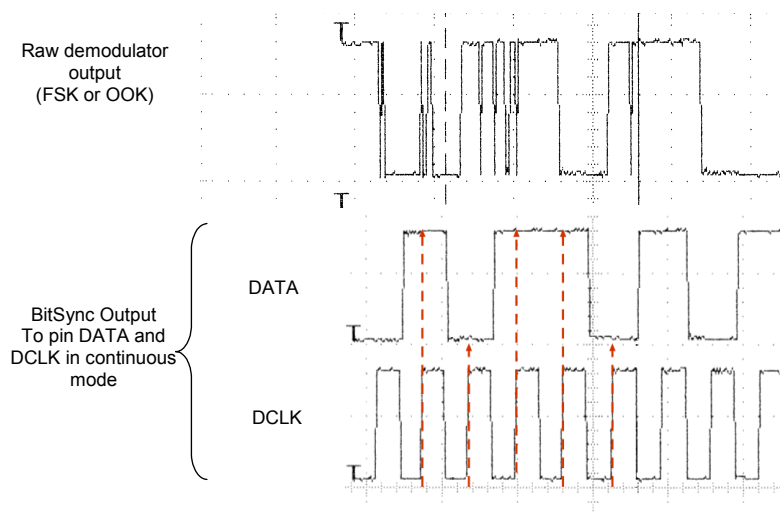 Raw demodulator
output
(FSK or OOK)
BitSync Output
To pin DATA and
DCLK in continuous
mode
DATA
DCLK